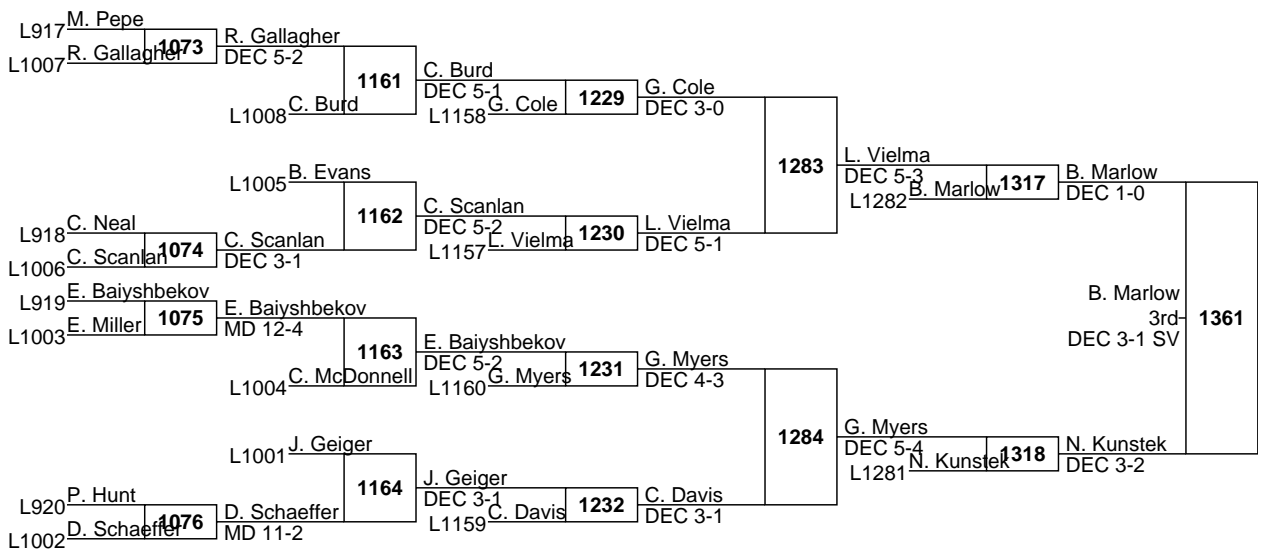 M. Pepe
L917
R. Gallagher
L1007
1073
R. Gallagher
DEC 5-2
C. Burd
L1008
1161
C. Burd
DEC 5-1
G. Cole
L1158
1229
G. Cole
DEC 3-0
B. Evans
L1005
C. Neal
L918
C. Scanlan
L1006
1074
C. Scanlan
DEC 3-1
1162
C. Scanlan
DEC 5-2
L. Vielma
L1157
1230
L. Vielma
DEC 5-1
1283
L. Vielma
DEC 5-3
B. Marlow
L1282
1317
B. Marlow
DEC 1-0
E. Baiyshbekov
L919
E. Miller
L1003
1075
E. Baiyshbekov
MD 12-4
C. McDonnell
L1004
1163
E. Baiyshbekov
DEC 5-2
G. Myers
L1160
1231
G. Myers
DEC 4-3
J. Geiger
L1001
P. Hunt
L920
D. Schaeffer
L1002
1076
D. Schaeffer
MD 11-2
1164
J. Geiger
DEC 3-1
C. Davis
L1159
1232
C. Davis
DEC 3-1
1284
G. Myers
DEC 5-4
N. Kunstek
L1281
1318
N. Kunstek
DEC 3-2
B. Marlow
3rd
DEC 3-1 SV
1361